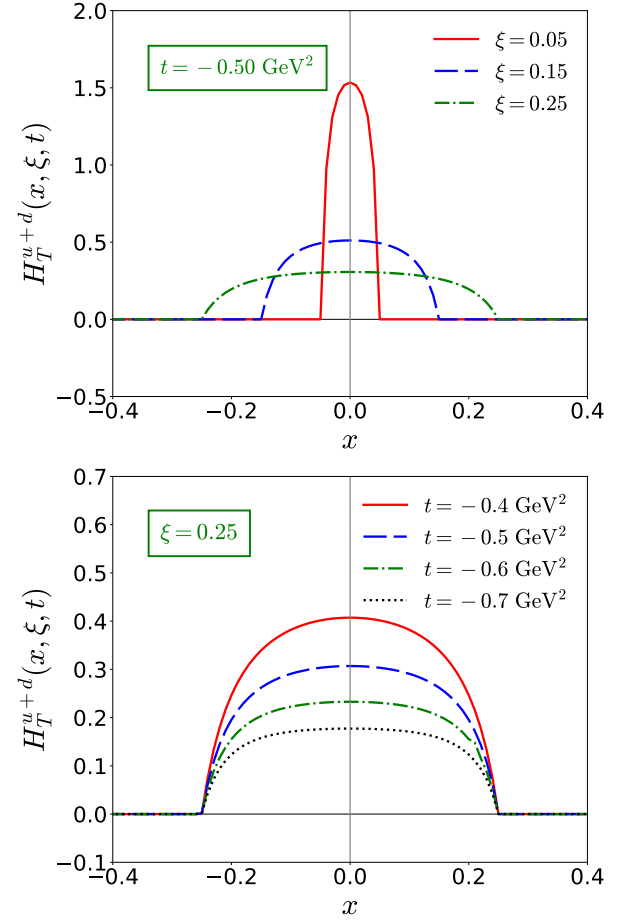 2.0
1.5
1.0
0.5
0.0
−0.5
H_T^{u+d}(x, ξ, t)
t = −0.50 GeV²
ξ = 0.05
ξ = 0.15
ξ = 0.25
−0.4 −0.2 0.0 0.2 0.4
x
0.7
0.6
0.5
0.4
0.3
0.2
0.1
0.0
−0.1
H_T^{u+d}(x, ξ, t)
ξ = 0.25
t = −0.4 GeV²
t = −0.5 GeV²
t = −0.6 GeV²
t = −0.7 GeV²
−0.4 −0.2 0.0 0.2 0.4
x